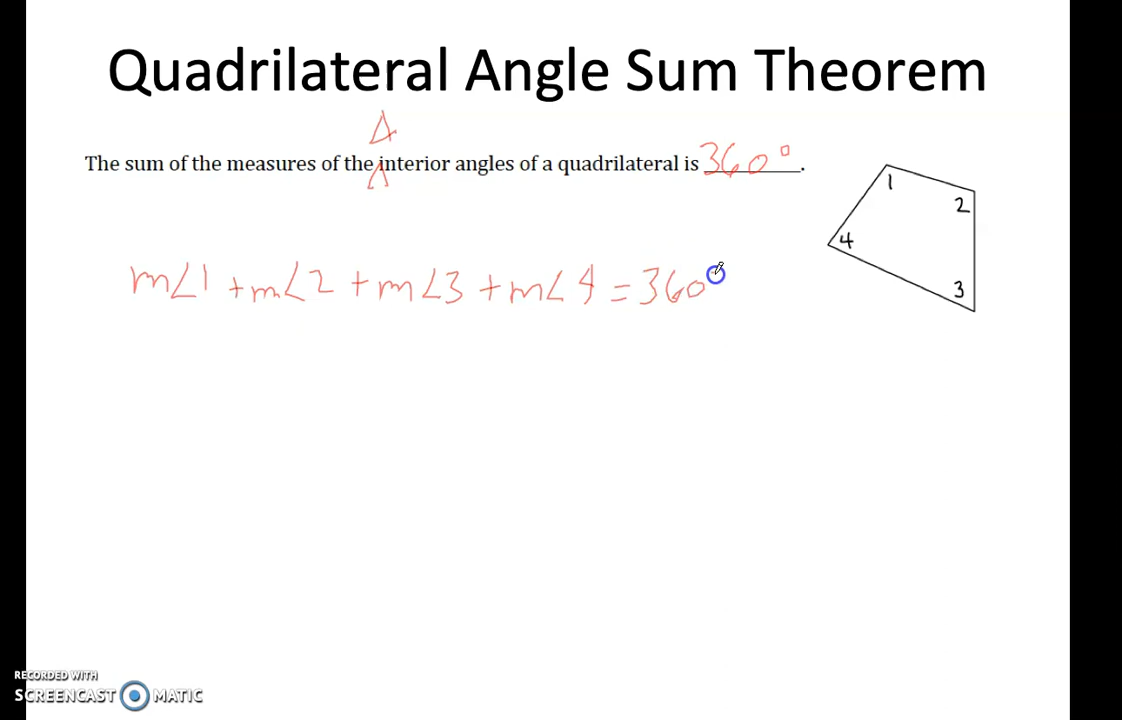 Quadrilateral Angle Sum Theorem
4
The sum of the measures of the interior angles of a quadrilateral is 360°.
1
2
4
3
m∠1 + m∠2 + m∠3 + m∠4 = 360°
RECORDED WITH
SCREENCAST MATIC